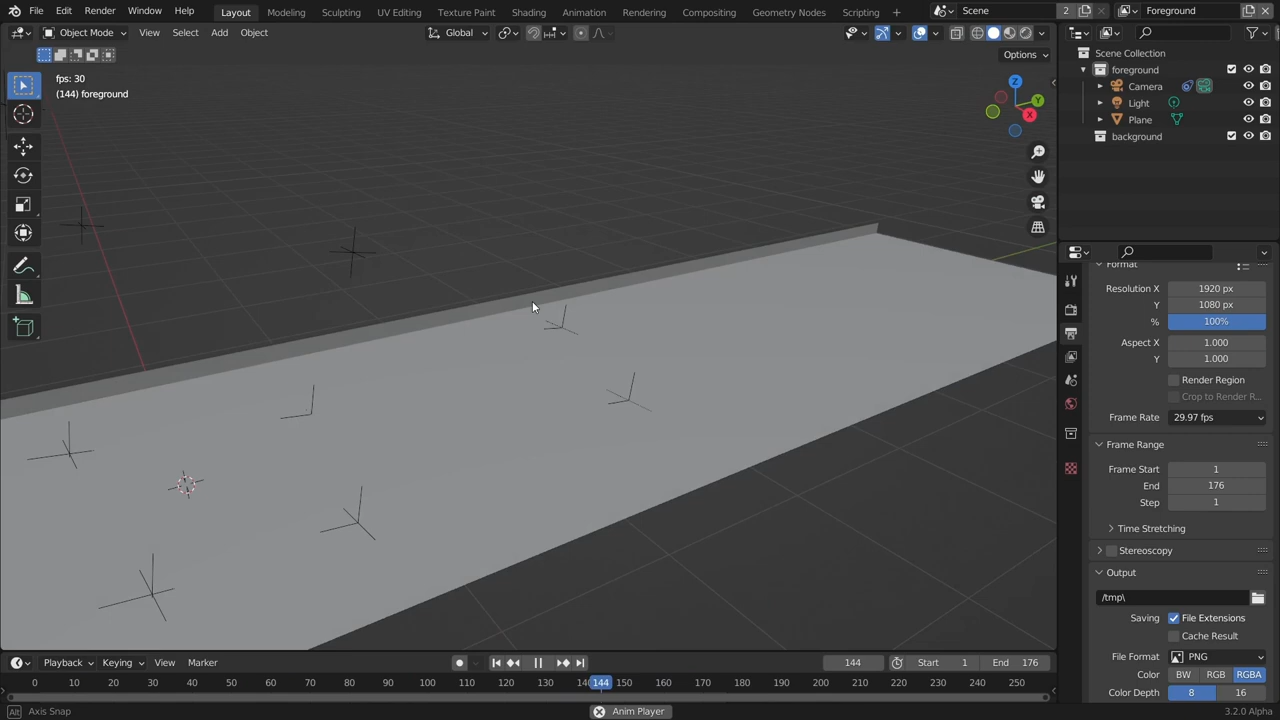 File Edit Render Window Help Layout Modeling Sculpting UV Editing Texture Paint Shading Animation Rendering Compositing Geometry Nodes Scripting Scene 2 Foreground
Object Mode View Select Add Object Global
Options
fps: 30
(144) foreground
Z
Y
X
Scene Collection
foreground
Camera
Light
Plane
background
Format
Resolution X 1920 px
Y 1080 px
% 100%
Aspect X 1.000
Y 1.000
Render Region
Crop to Render R...
Frame Rate 29.97 fps
Frame Range
Frame Start 1
End 176
Step 1
Time Stretching
Stereoscopy
Output
/tmp\
Saving File Extensions
Cache Result
File Format PNG
Color BW RGB RGBA
Color Depth 8 16
Playback Keying View Marker 144 Start 1 End 176
0 10 20 30 40 50 60 70 80 90 100 110 120 130 144 150 160 170 180 190 200 210 220 230 240 250
Alt Axis Snap Anim Player 3.2.0 Alpha